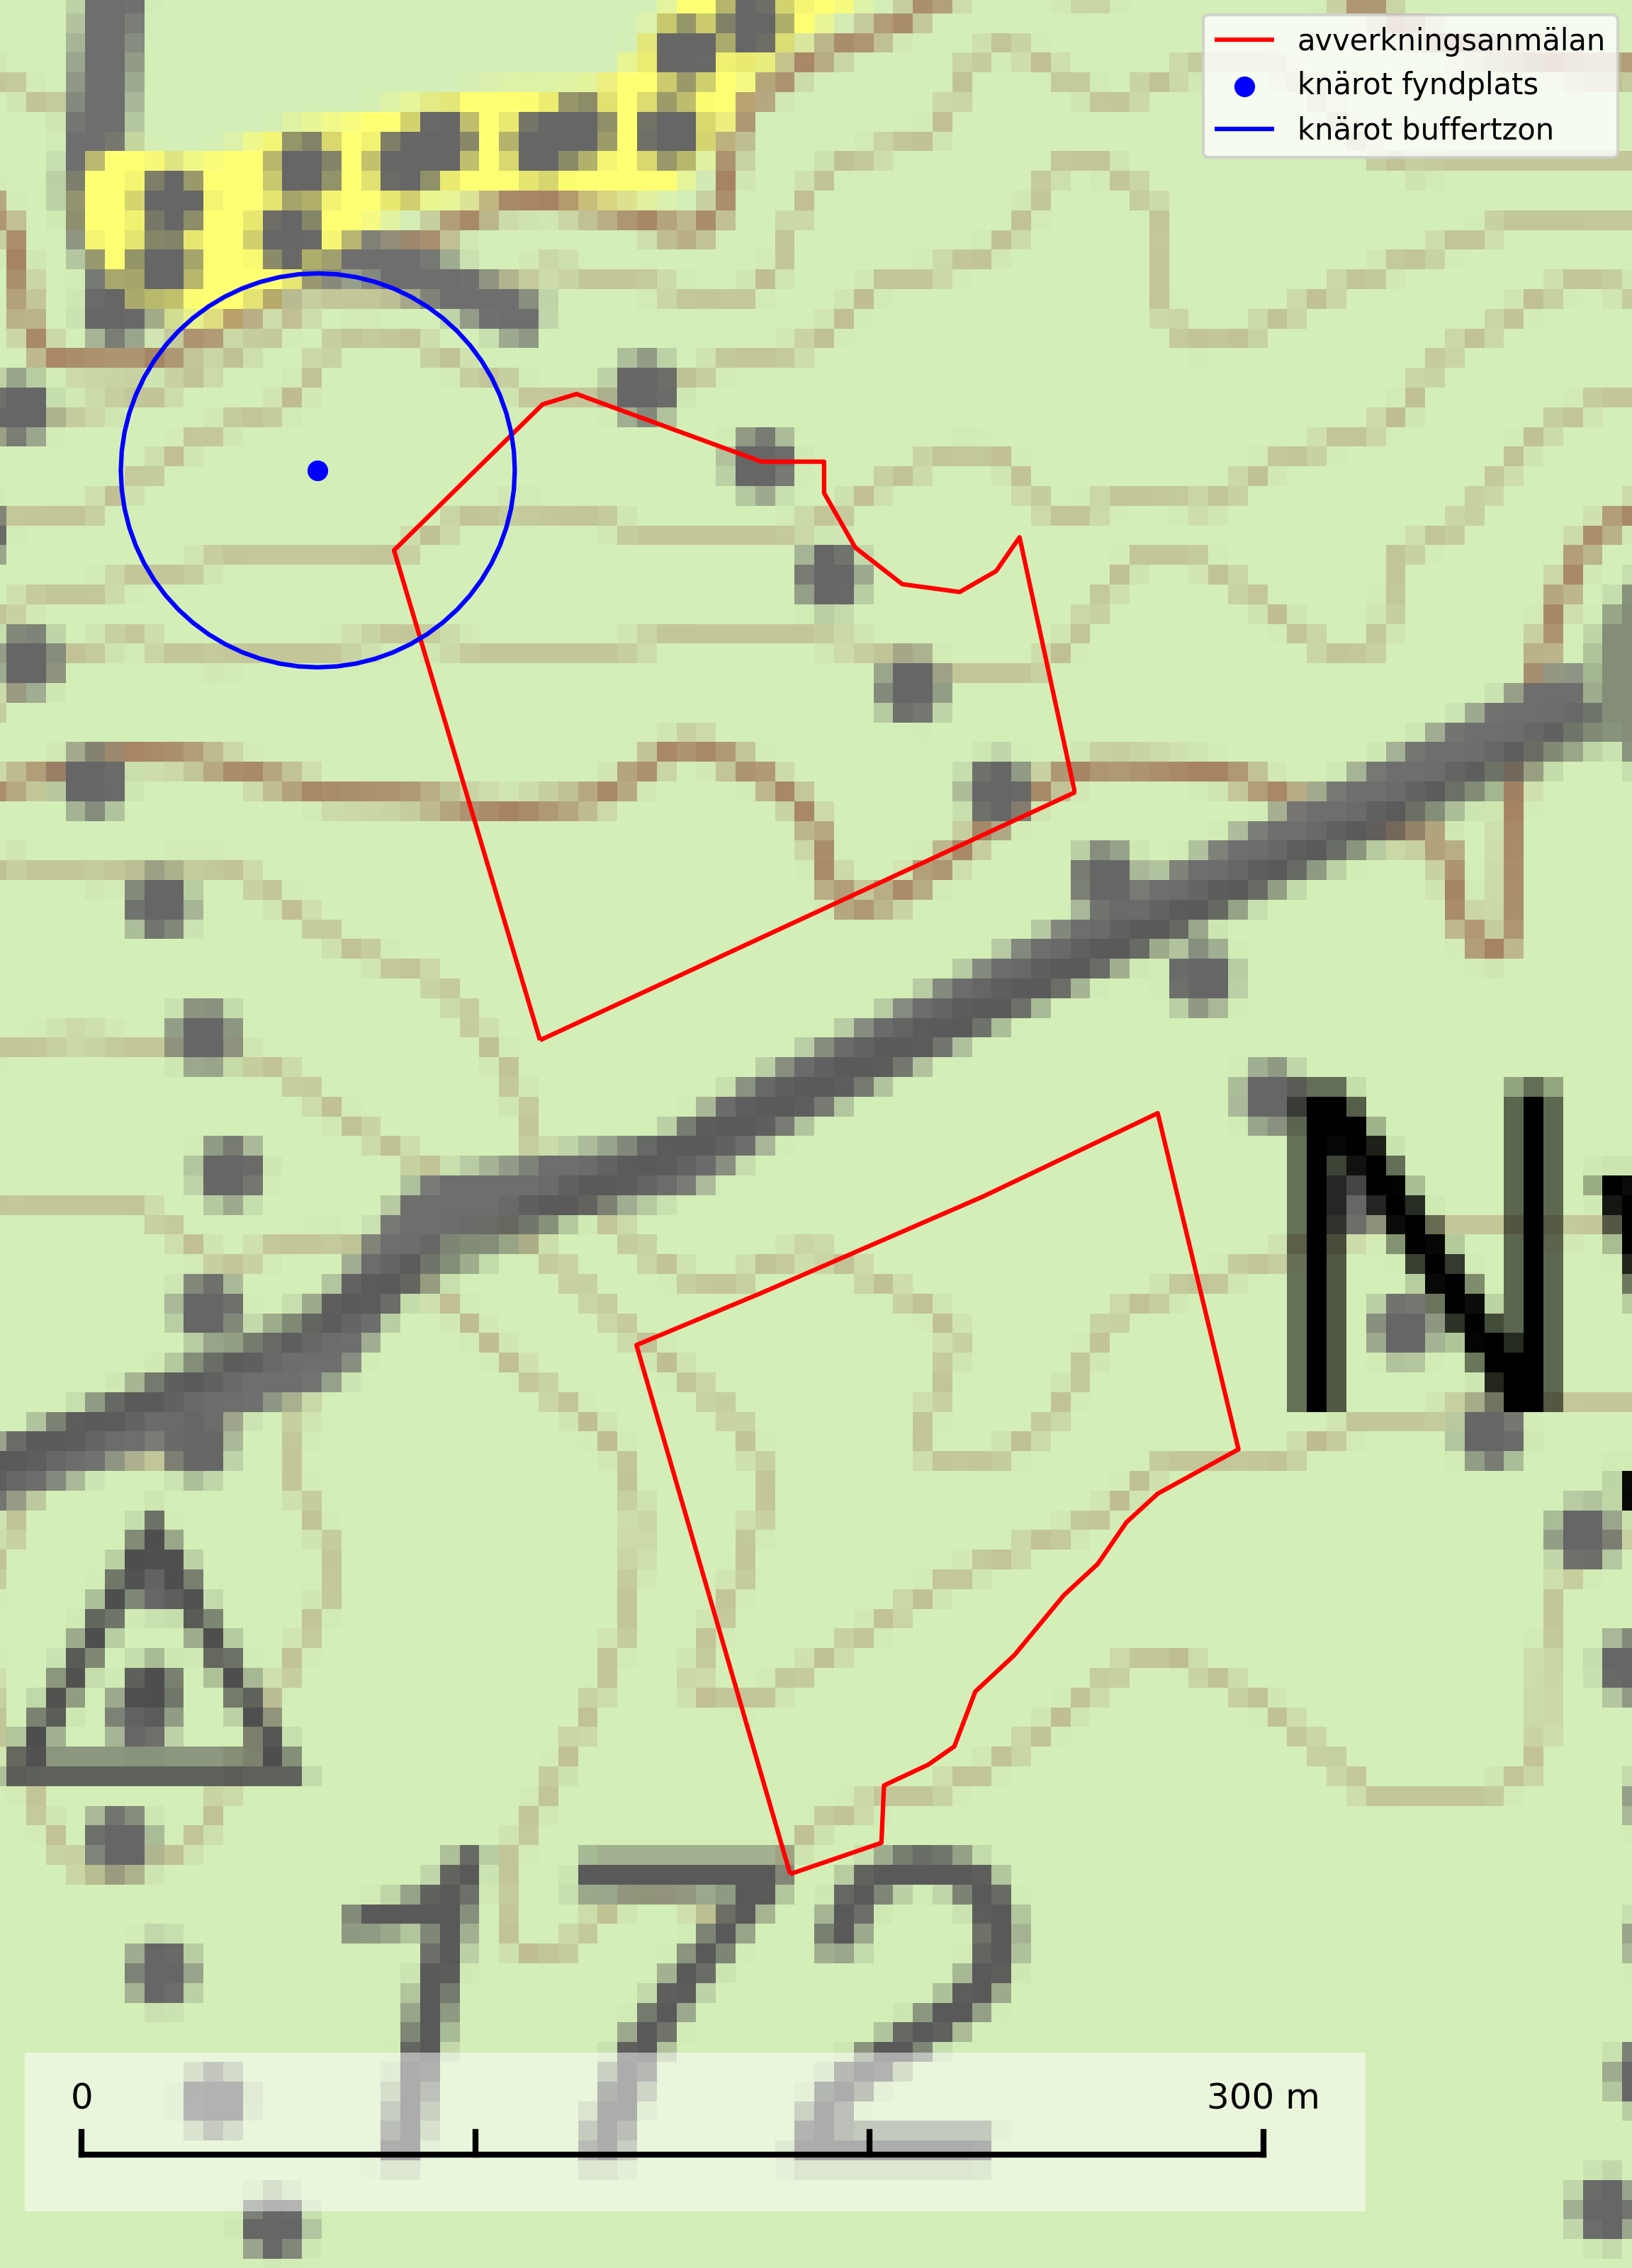 avverkningsanmälan
knärot fyndplats
knärot buffertzon
N
172
0 300 m